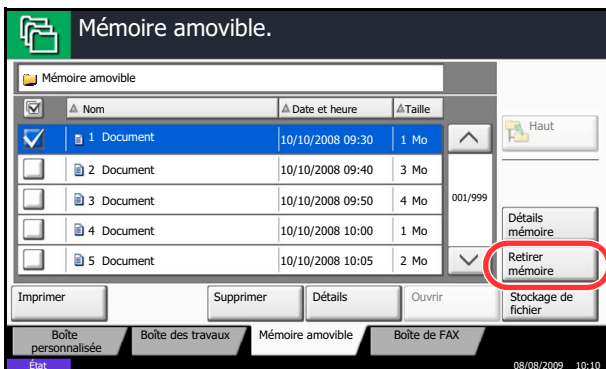 Mémoire amovible.
Mémoire amovible
Nom Date et heure Taille
1 Document 10/10/2008 09:30 1 Mo
2 Document 10/10/2008 09:40 3 Mo
3 Document 10/10/2008 09:50 4 Mo
4 Document 10/10/2008 10:00 1 Mo
5 Document 10/10/2008 10:05 2 Mo
001/999
Haut
Détails
mémoire
Retirer
mémoire
Imprimer Supprimer Détails Ouvrir Stockage de
fichier
Boîte
personnalisée
Boîte des travaux
Mémoire amovible
Boîte de FAX
État 08/08/2009 10:10